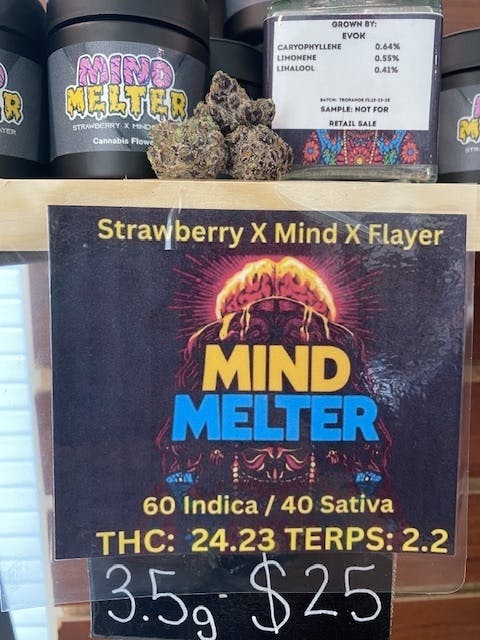 GROWN BY:
EVOK
CARYOPHYLLENE 0.64%
LIMONENE 0.55%
LINALOOL 0.41%
SAMPLE: NOT FOR
RETAIL SALE
MIND
MELTER
STRAWBERRY X MIND
Cannabis Flowe
Strawberry X Mind X Flayer
MIND
MELTER
60 Indica / 40 Sativa
THC: 24.23 TERPS: 2.2
3.5g - $25